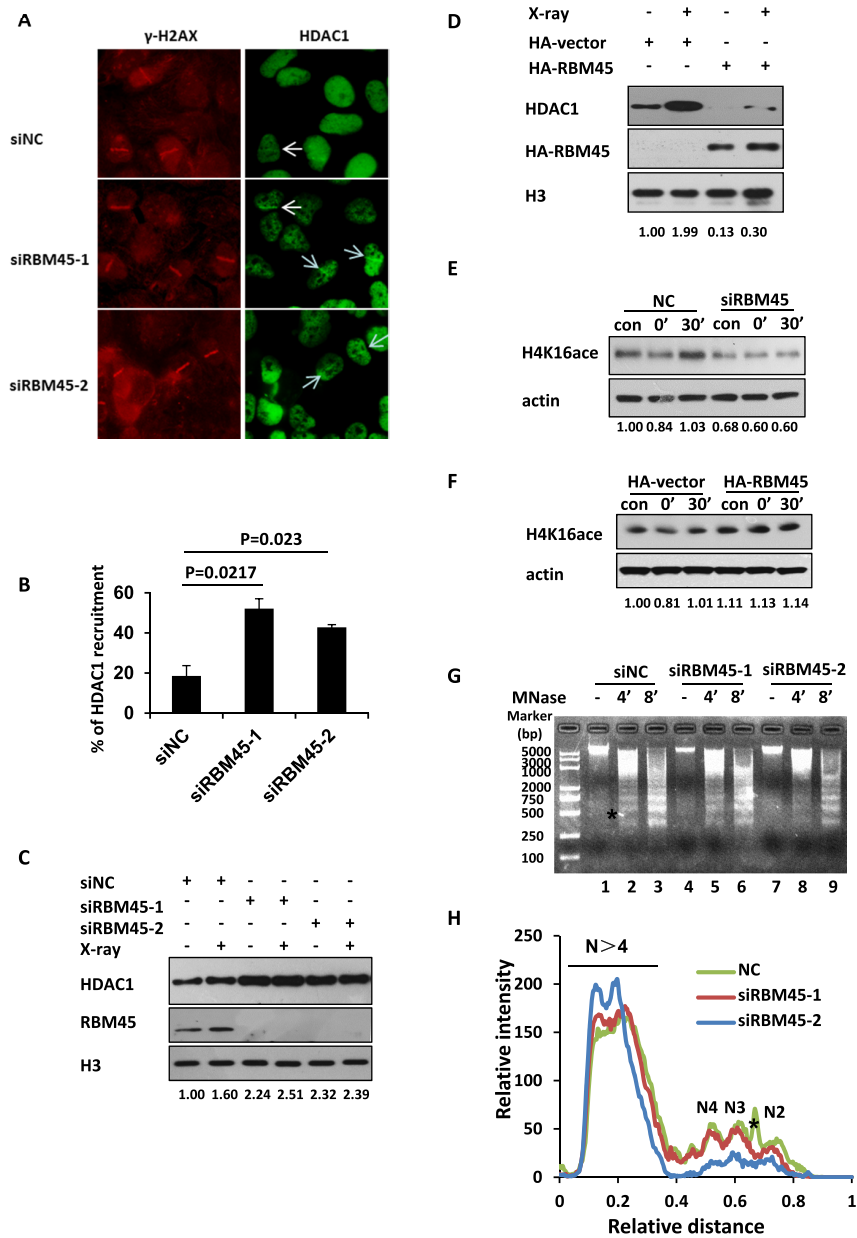 A
γ-H2AX HDAC1
siNC
siRBM45-1
siRBM45-2
B
P=0.023
P=0.0217
% of HDAC1 recruitment
60
40
20
0
siNC siRBM45-1 siRBM45-2
C
siNC + + - - - -
siRBM45-1 - - + + - -
siRBM45-2 - - - - + +
X-ray - + - + - +
HDAC1
RBM45
H3
1.00 1.60 2.24 2.51 2.32 2.39
D
X-ray - + - +
HA-vector + + - -
HA-RBM45 - - + +
HDAC1
HA-RBM45
H3
1.00 1.99 0.13 0.30
E
NC siRBM45
con 0' 30' con 0' 30'
H4K16ace
actin
1.00 0.84 1.03 0.68 0.60 0.60
F
HA-vector HA-RBM45
con 0' 30' con 0' 30'
H4K16ace
actin
1.00 0.81 1.01 1.11 1.13 1.14
G
siNC siRBM45-1 siRBM45-2
MNase - 4' 8' - 4' 8' - 4' 8'
Marker
(bp)
5000
3000
1000
2000
750
500
250
100
*
1 2 3 4 5 6 7 8 9
H
N>4
NC
siRBM45-1
siRBM45-2
N4 N3 N2
*
Relative intensity
250
200
150
100
50
0
0 0.2 0.4 0.6 0.8 1
Relative distance